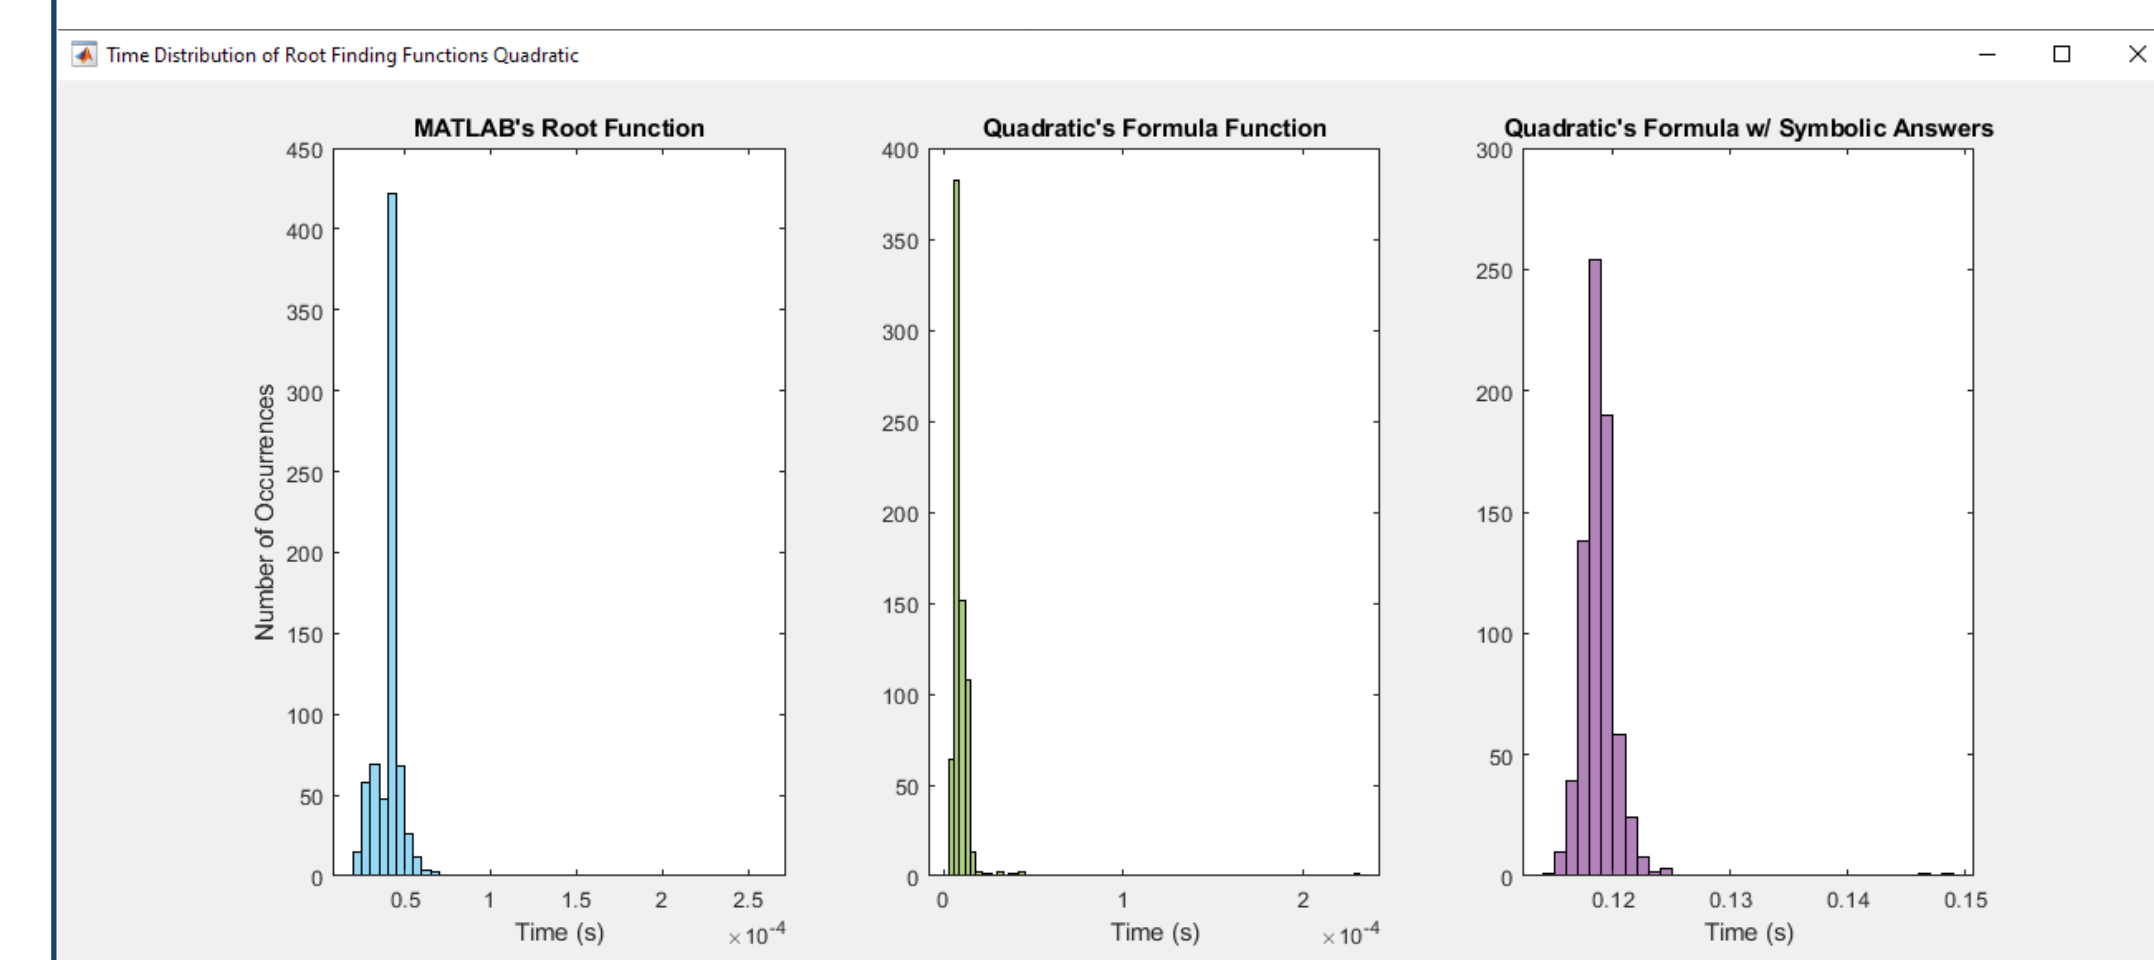 Time Distribution of Root Finding Functions Quadratic
MATLAB's Root Function
450
400
350
300
250
200
150
100
50
0
Number of Occurrences
0.5 1 1.5 2 2.5
Time (s)
×10-4
Quadratic's Formula Function
400
350
300
250
200
150
100
50
0
0 1 2
Time (s)
×10-4
Quadratic's Formula w/ Symbolic Answers
300
250
200
150
100
50
0
0.12 0.13 0.14 0.15
Time (s)